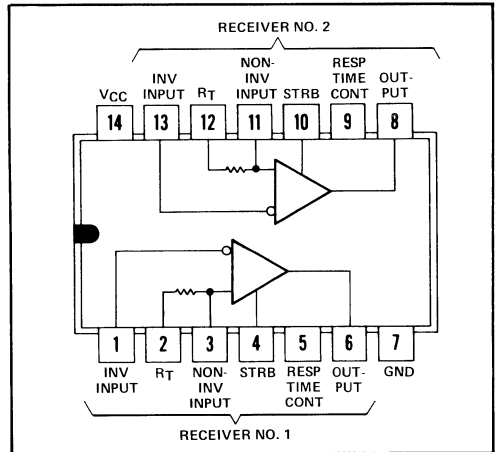 RECEIVER NO. 2
VCC
INV
INPUT
RT
NON-
INV
INPUT
STRB
RESP
TIME
CONT
OUT-
PUT
14 13 12 11 10 9 8
1 2 3 4 5 6 7
INV
INPUT
RT
NON-
INV
INPUT
STRB
RESP
TIME
CONT
OUT-
PUT
GND
RECEIVER NO. 1